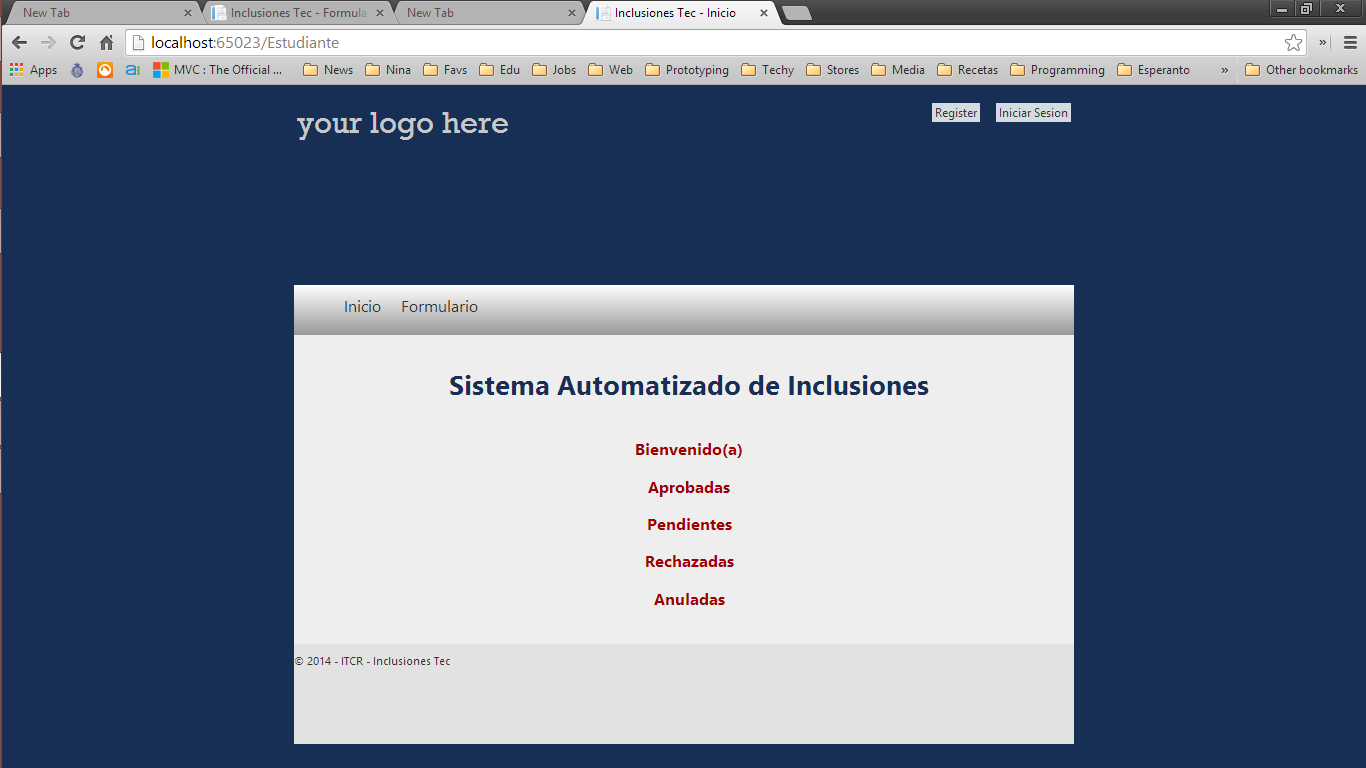 New Tab Inclusiones Tec - Formula New Tab Inclusiones Tec - Inicio
localhost:65023/Estudiante »
Apps ai MVC : The Official ... News Nina Favs Edu Jobs Web Prototyping Techy Stores Media Recetas Programming Esperanto » Other bookmarks
your logo here Register Iniciar Sesion
Inicio Formulario
Sistema Automatizado de Inclusiones
Bienvenido(a)
Aprobadas
Pendientes
Rechazadas
Anuladas
© 2014 - ITCR - Inclusiones Tec